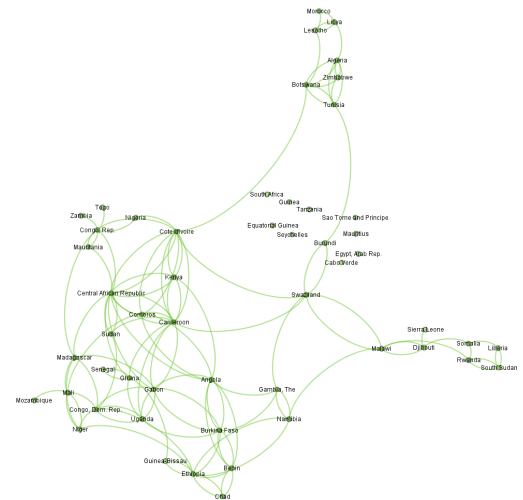 Morocco
Libya
Lesotho
Algeria
Zimbabwe
Botswana
Tunisia
South Africa
Guinea
Tanzania
Togo
Zambia
Nigeria
Sao Tome and Principe
Congo, Rep.
Cote d'Ivoire
Equatorial Guinea
Seychelles
Mauritius
Mauritania
Burundi
Egypt, Arab Rep.
Cabo Verde
Kenya
Central African Republic
Swaziland
Comoros
Cameroon
Sudan
Sierra Leone
Malawi
Djibouti
Somalia
Liberia
Madagascar
Rwanda
South Sudan
Senegal
Ghana
Angola
Mali
Gabon
Gambia, The
Mozambique
Congo, Dem. Rep.
Uganda
Namibia
Niger
Burkina Faso
Guinea-Bissau
Benin
Ethiopia
Chad